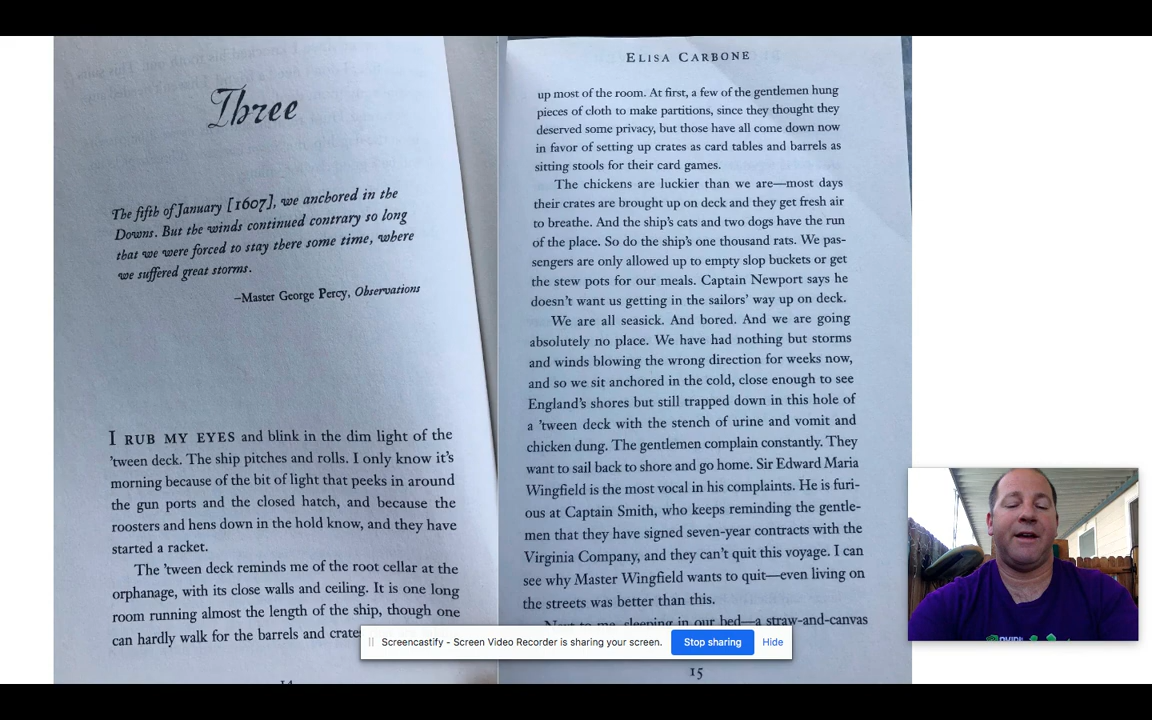 Three
The fifth of January [1607], we anchored in the
Downs. But the winds continued contrary so long
that we were forced to stay there some time, where
we suffered great storms.
–Master George Percy, Observations
I RUB MY EYES and blink in the dim light of the
’tween deck. The ship pitches and rolls. I only know it’s
morning because of the bit of light that peeks in around
the gun ports and the closed hatch, and because the
roosters and hens down in the hold know, and they have
started a racket.
The ’tween deck reminds me of the root cellar at the
orphanage, with its close walls and ceiling. It is one long
room running almost the length of the ship, though one
can hardly walk for the barrels and crate
ELISA CARBONE
up most of the room. At first, a few of the gentlemen hung
pieces of cloth to make partitions, since they thought they
deserved some privacy, but those have all come down now
in favor of setting up crates as card tables and barrels as
sitting stools for their card games.
The chickens are luckier than we are—most days
their crates are brought up on deck and they get fresh air
to breathe. And the ship’s cats and two dogs have the run
of the place. So do the ship’s one thousand rats. We pas-
sengers are only allowed up to empty slop buckets or get
the stew pots for our meals. Captain Newport says he
doesn’t want us getting in the sailors’ way up on deck.
We are all seasick. And bored. And we are going
absolutely no place. We have had nothing but storms
and winds blowing the wrong direction for weeks now,
and so we sit anchored in the cold, close enough to see
England’s shores but still trapped down in this hole of
a ’tween deck with the stench of urine and vomit and
chicken dung. The gentlemen complain constantly. They
want to sail back to shore and go home. Sir Edward Maria
Wingfield is the most vocal in his complaints. He is furi-
ous at Captain Smith, who keeps reminding the gentle-
men that they have signed seven-year contracts with the
Virginia Company, and they can’t quit this voyage. I can
see why Master Wingfield wants to quit—even living on
the streets was better than this.
Next to me, sleeping in our bed—a straw-and-canvas
15
Screencastify - Screen Video Recorder is sharing your screen.
Stop sharing
Hide